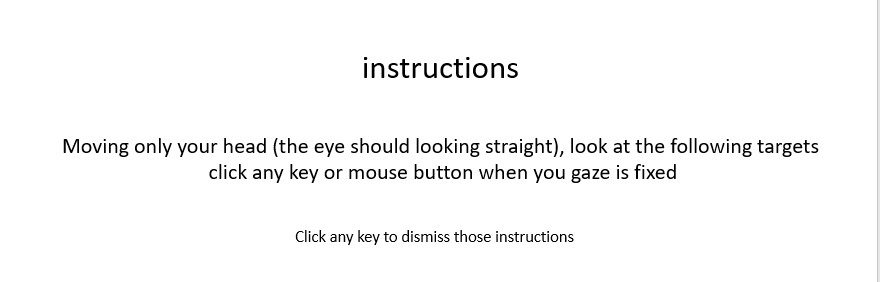 instructions
Moving only your head (the eye should looking straight), look at the following targets
click any key or mouse button when you gaze is fixed
Click any key to dismiss those instructions